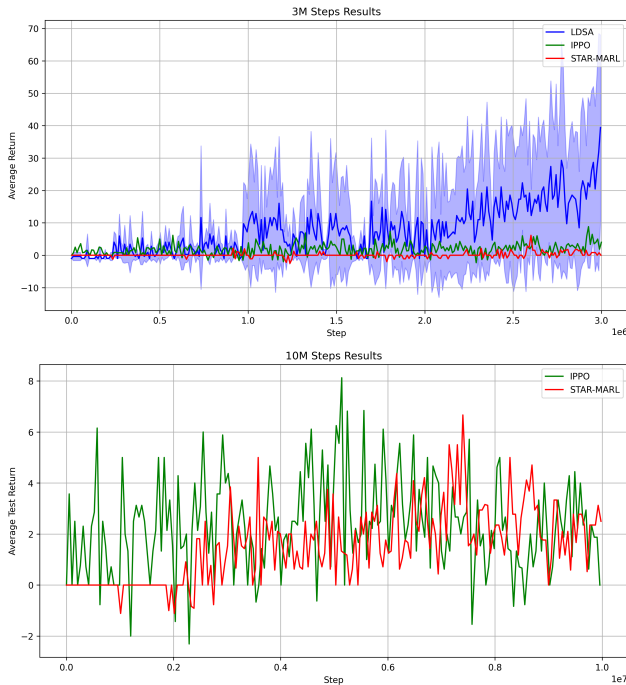 3M Steps Results
LDSA
IPPO
STAR-MARL
70
60
50
40
30
20
10
0
−10
Average Return
0.0
0.5
1.0
1.5
2.0
2.5
3.0
Step
1e6
10M Steps Results
IPPO
STAR-MARL
8
6
4
2
0
−2
Average Test Return
0.0
0.2
0.4
0.6
0.8
1.0
Step
1e7